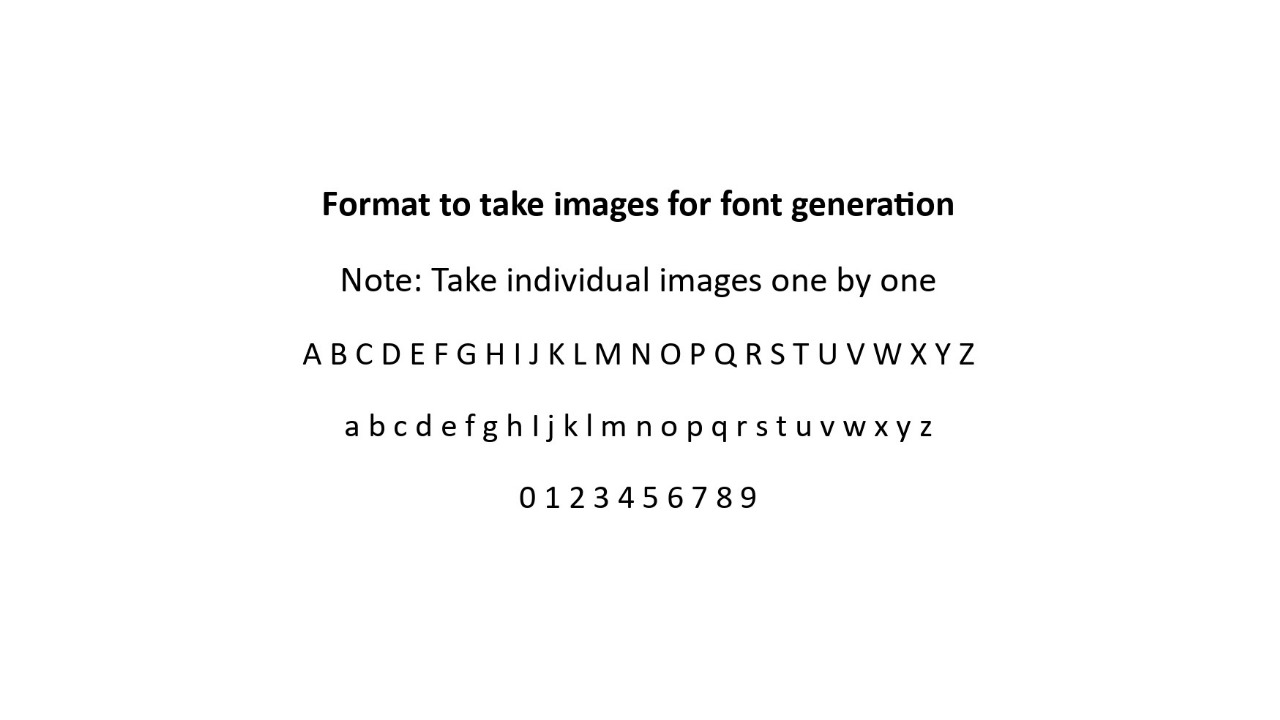 Format to take images for font generation
Note: Take individual images one by one
A B C D E F G H I J K L M N O P Q R S T U V W X Y Z
a b c d e f g h I j k l m n o p q r s t u v w x y z
0 1 2 3 4 5 6 7 8 9